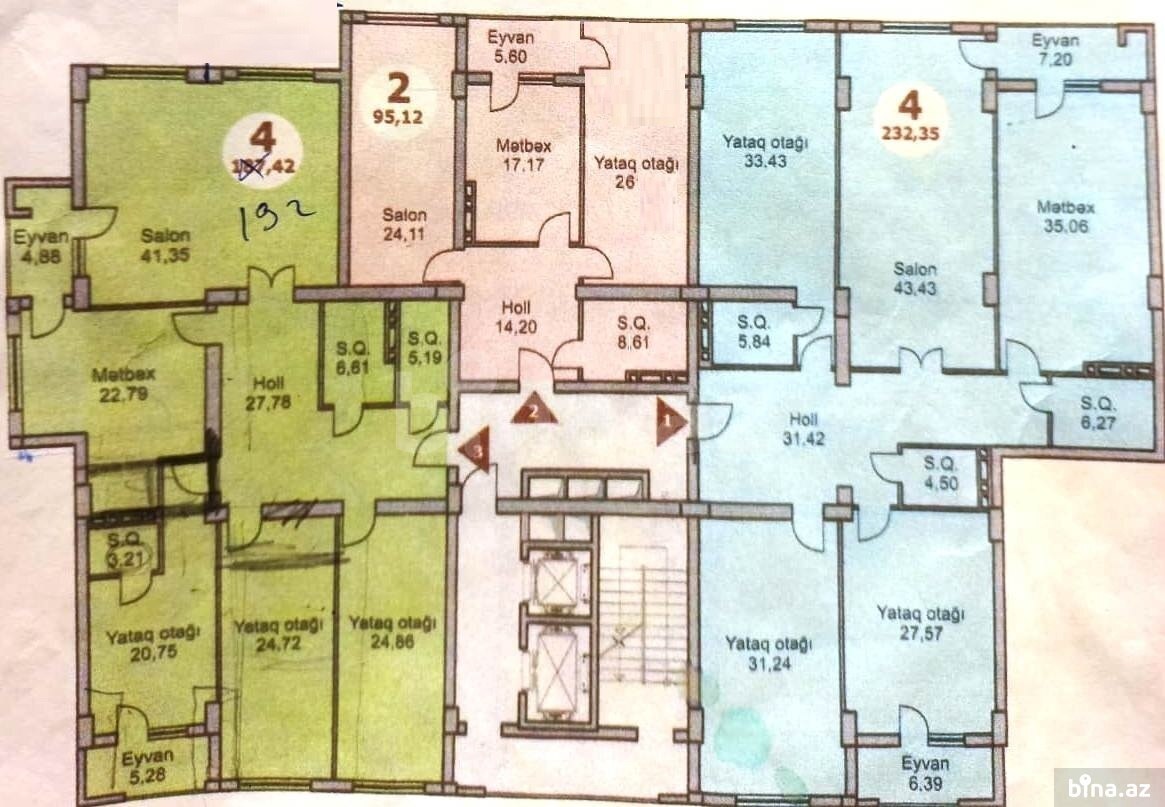 4
187,42
192
Eyvan
4,88
Salon
41,35
Mətbəx
22,79
Holl
27,78
S.Q.
6,61
S.Q.
5,19
S.Q.
3,21
Yataq otağı
20,75
Yataq otağı
24,72
Yataq otağı
24,86
Eyvan
5,28
3
2
95,12
Salon
24,11
Eyvan
5,60
Mətbəx
17,17
Yataq otağı
26
Holl
14,20
S.Q.
8,61
2
1
4
232,35
Yataq otağı
33,43
Salon
43,43
Eyvan
7,20
Mətbəx
35,06
S.Q.
5,84
Holl
31,42
S.Q.
6,27
S.Q.
4,50
Yataq otağı
31,24
Yataq otağı
27,57
Eyvan
6,39
bina.az